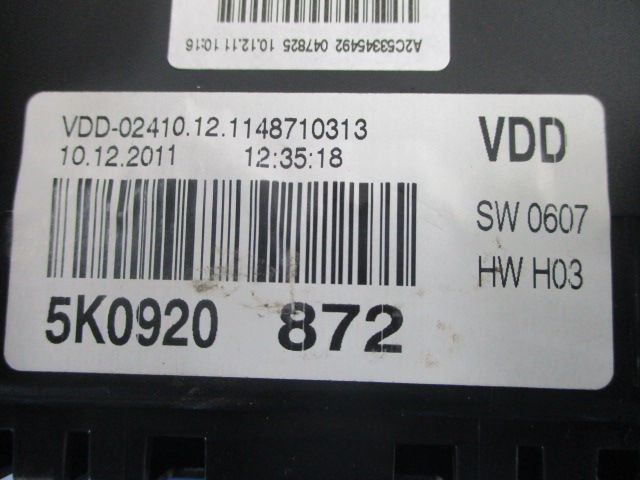 A2C53345492 047825 10.12.11 10:16
VDD-02410.12.1148710313
10.12.2011 12:35:18
VDD
SW 0607
HW H03
5K0920 872